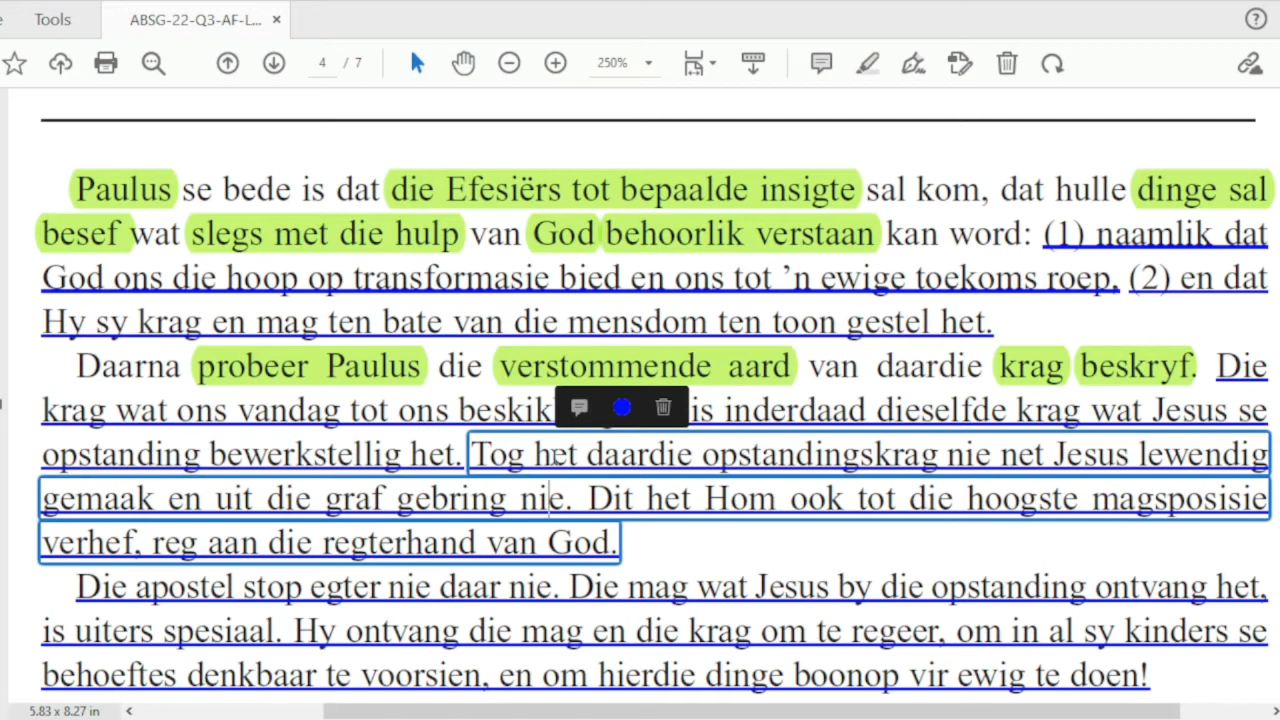 e Tools ABSG-22-Q3-AF-L... ×
4 / 7 250%
Paulus se bede is dat die Efesiërs tot bepaalde insigte sal kom, dat hulle dinge sal
besef wat slegs met die hulp van God behoorlik verstaan kan word: (1) naamlik dat
God ons die hoop op transformasie bied en ons tot ’n ewige toekoms roep, (2) en dat
Hy sy krag en mag ten bate van die mensdom ten toon gestel het.
Daarna probeer Paulus die verstommende aard van daardie krag beskryf. Die
krag wat ons vandag tot ons beskik is inderdaad dieselfde krag wat Jesus se
opstanding bewerkstellig het. Tog het daardie opstandingskrag nie net Jesus lewendig
gemaak en uit die graf gebring nie. Dit het Hom ook tot die hoogste magsposisie
verhef, reg aan die regterhand van God.
Die apostel stop egter nie daar nie. Die mag wat Jesus by die opstanding ontvang het,
is uiters spesiaal. Hy ontvang die mag en die krag om te regeer, om in al sy kinders se
behoeftes denkbaar te voorsien, en om hierdie dinge boonop vir ewig te doen!
5.83 x 8.27 in